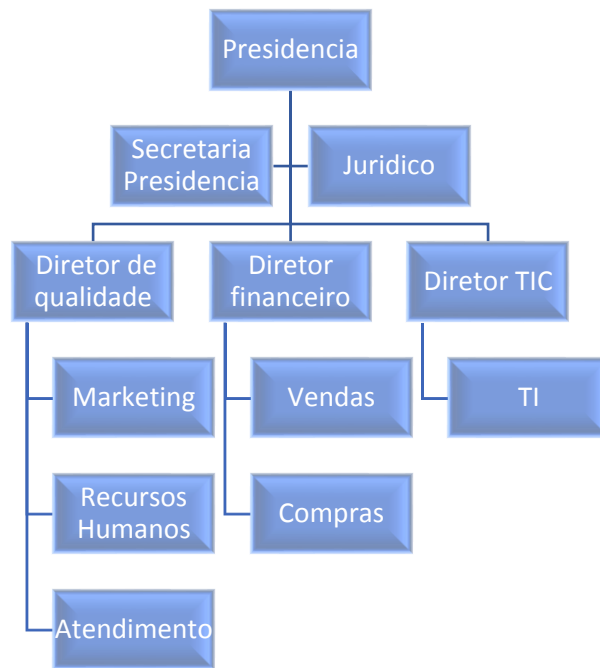 Presidencia
Secretaria
Presidencia
Juridico
Diretor de
qualidade
Diretor
financeiro
Diretor TIC
Marketing
Vendas
TI
Recursos
Humanos
Compras
Atendimento